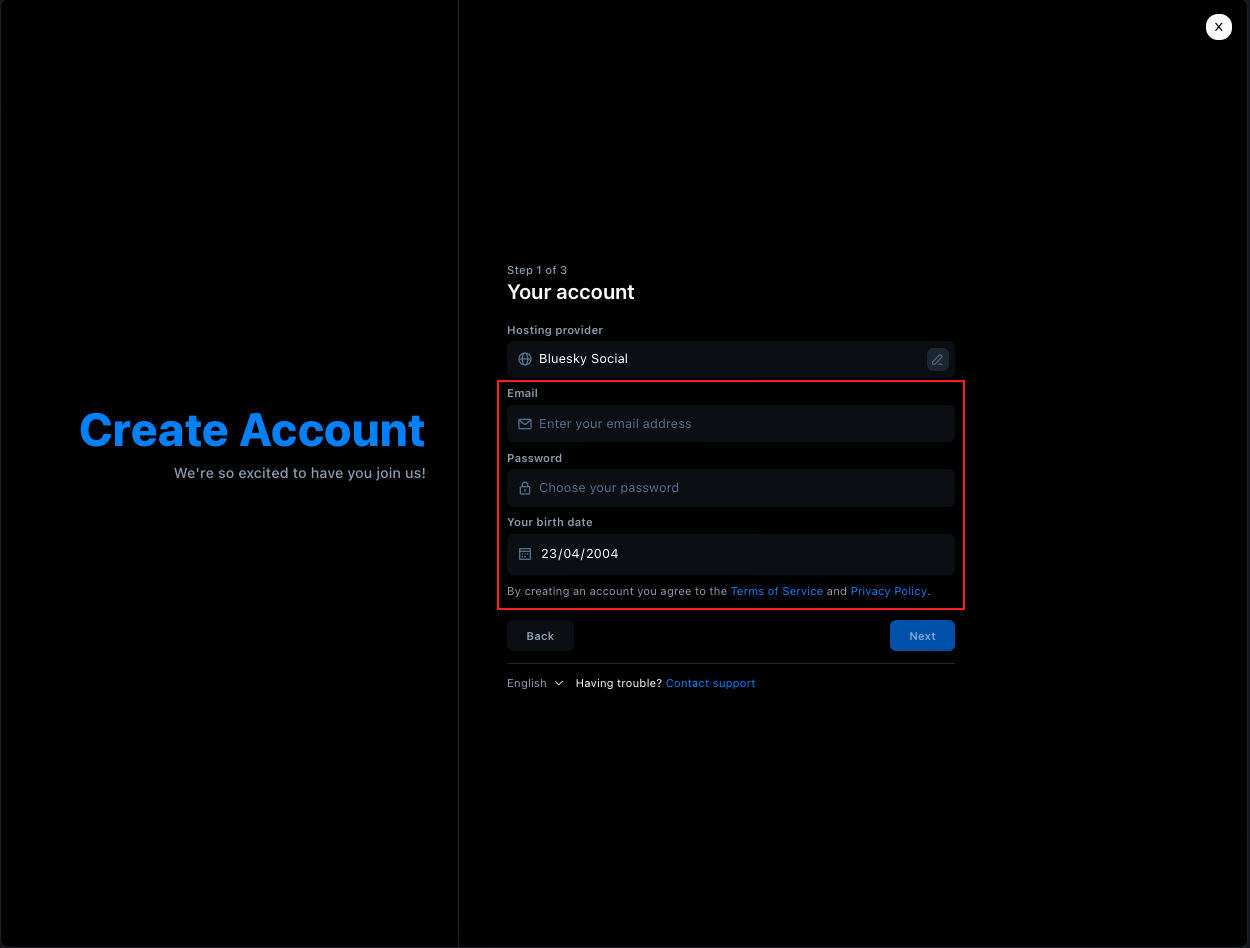 X
Create Account
We're so excited to have you join us!
Step 1 of 3
Your account
Hosting provider
Bluesky Social
Email
Enter your email address
Password
Choose your password
Your birth date
23/04/2004
By creating an account you agree to the Terms of Service and Privacy Policy.
Back
Next
English Having trouble? Contact support